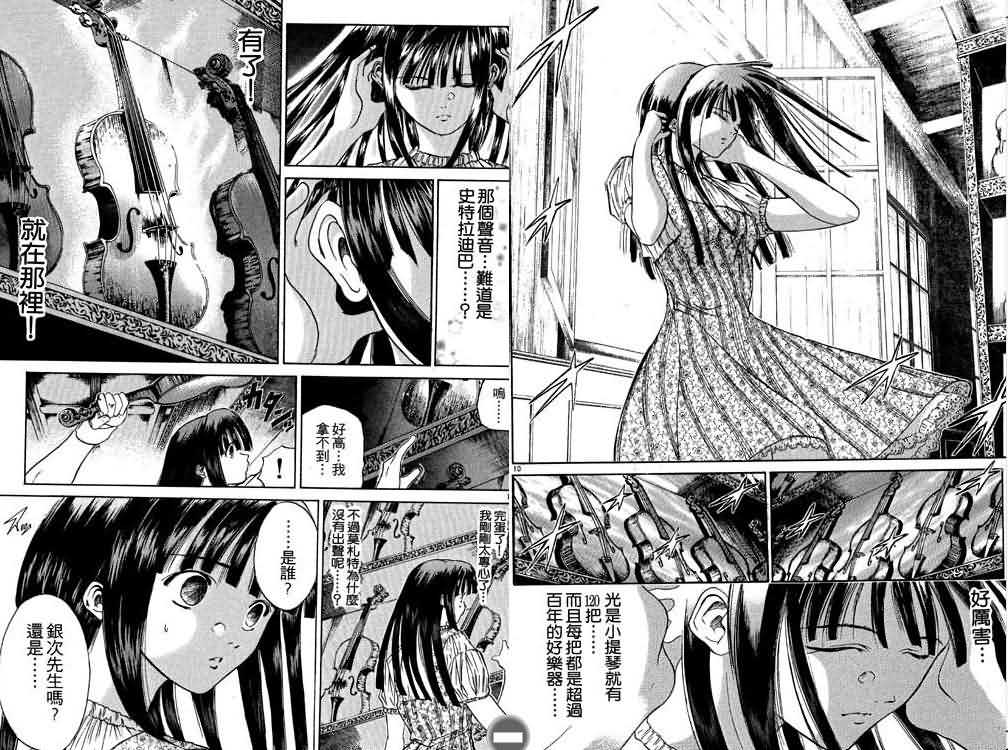 10
好厲害…
光是小提琴就有
120把……
而且每把都是超過
百年的好樂器…
那個聲音…難道是
史特拉迪巴……？
有了！
就在那裡！
嗚……
好高…我
拿不到…
！
完蛋了！
我剛剛太專心了…
不過莫札特為什麼
沒有出聲呢……？
……是誰？
銀次先生嗎？
還是……